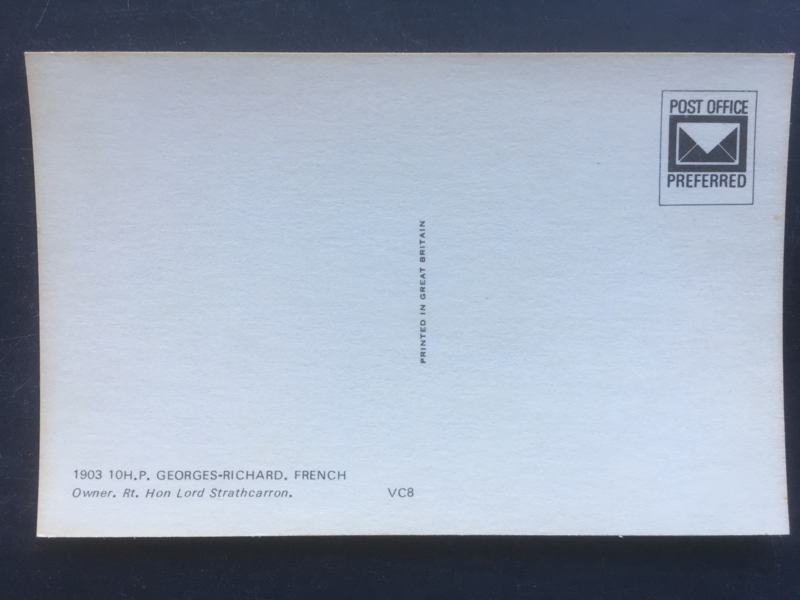 POST OFFICE
PREFERRED
PRINTED IN GREAT BRITAIN
1903 10H.P. GEORGES-RICHARD. FRENCH
Owner. Rt. Hon Lord Strathcarron.
VC8